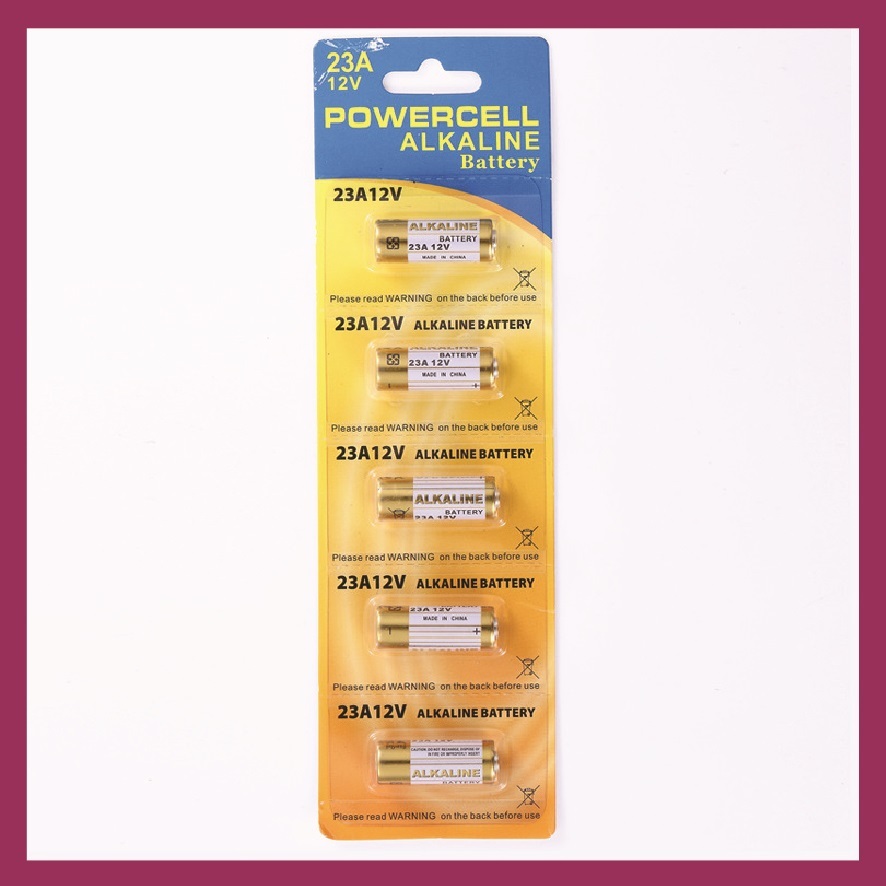 23A
12V
POWERCELL
ALKALINE
Battery
23A12V
ALKALINE
BATTERY
23A 12V
MADE IN CHINA
Please read WARNING on the back before use
23A12V ALKALINE BATTERY
ALKALINE
BATTERY
23A 12V
MADE IN CHINA
- +
Please read WARNING on the back before use
23A12V ALKALINE BATTERY
ALKALINE
BATTERY
23A 12V
Please read WARNING on the back before use
23A12V ALKALINE BATTERY
23A 12V
MADE IN CHINA
- +
Please read WARNING on the back before use
23A12V ALKALINE BATTERY
ALKALINE
BATTERY
Please read WARNING on the back before use